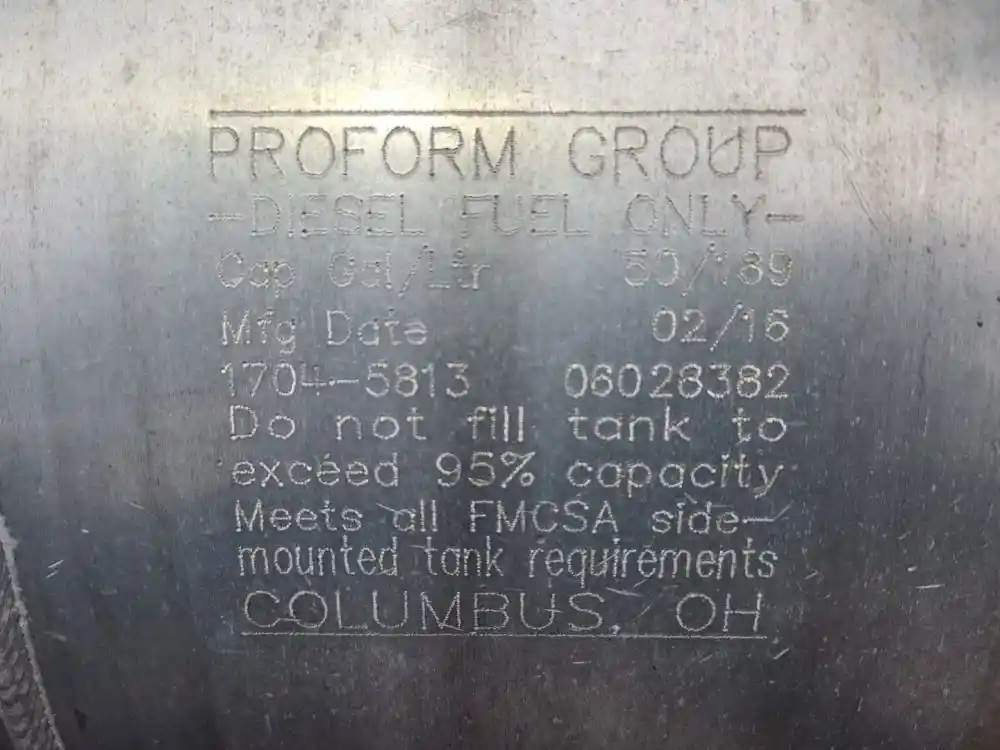 PROFORM GROUP
-DIESEL FUEL ONLY-
Cap Gal/Ltr 50/189
Mfg Date 02/16
1704-5813 06028382
Do not fill tank to
exceed 95% capacity
Meets all FMCSA side-
mounted tank requirements
COLUMBUS, OH